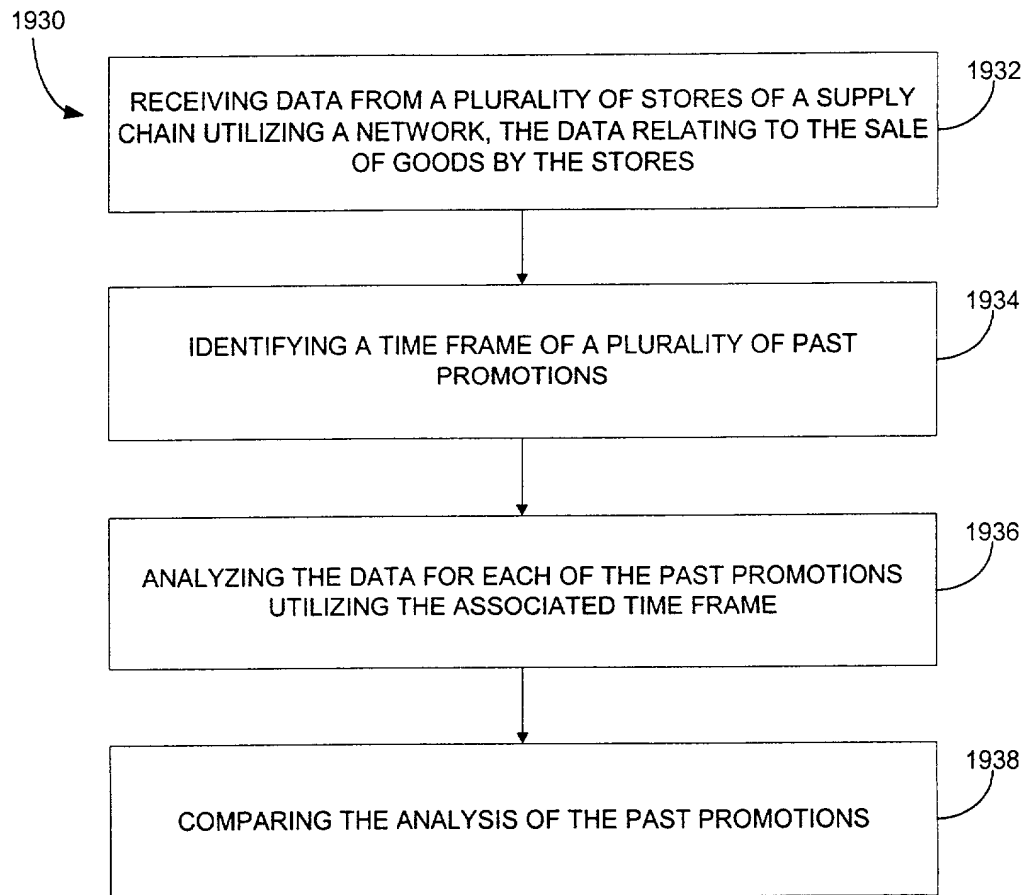 1930
1932
RECEIVING DATA FROM A PLURALITY OF STORES OF A SUPPLY
CHAIN UTILIZING A NETWORK, THE DATA RELATING TO THE SALE
OF GOODS BY THE STORES
1934
IDENTIFYING A TIME FRAME OF A PLURALITY OF PAST
PROMOTIONS
1936
ANALYZING THE DATA FOR EACH OF THE PAST PROMOTIONS
UTILIZING THE ASSOCIATED TIME FRAME
1938
COMPARING THE ANALYSIS OF THE PAST PROMOTIONS